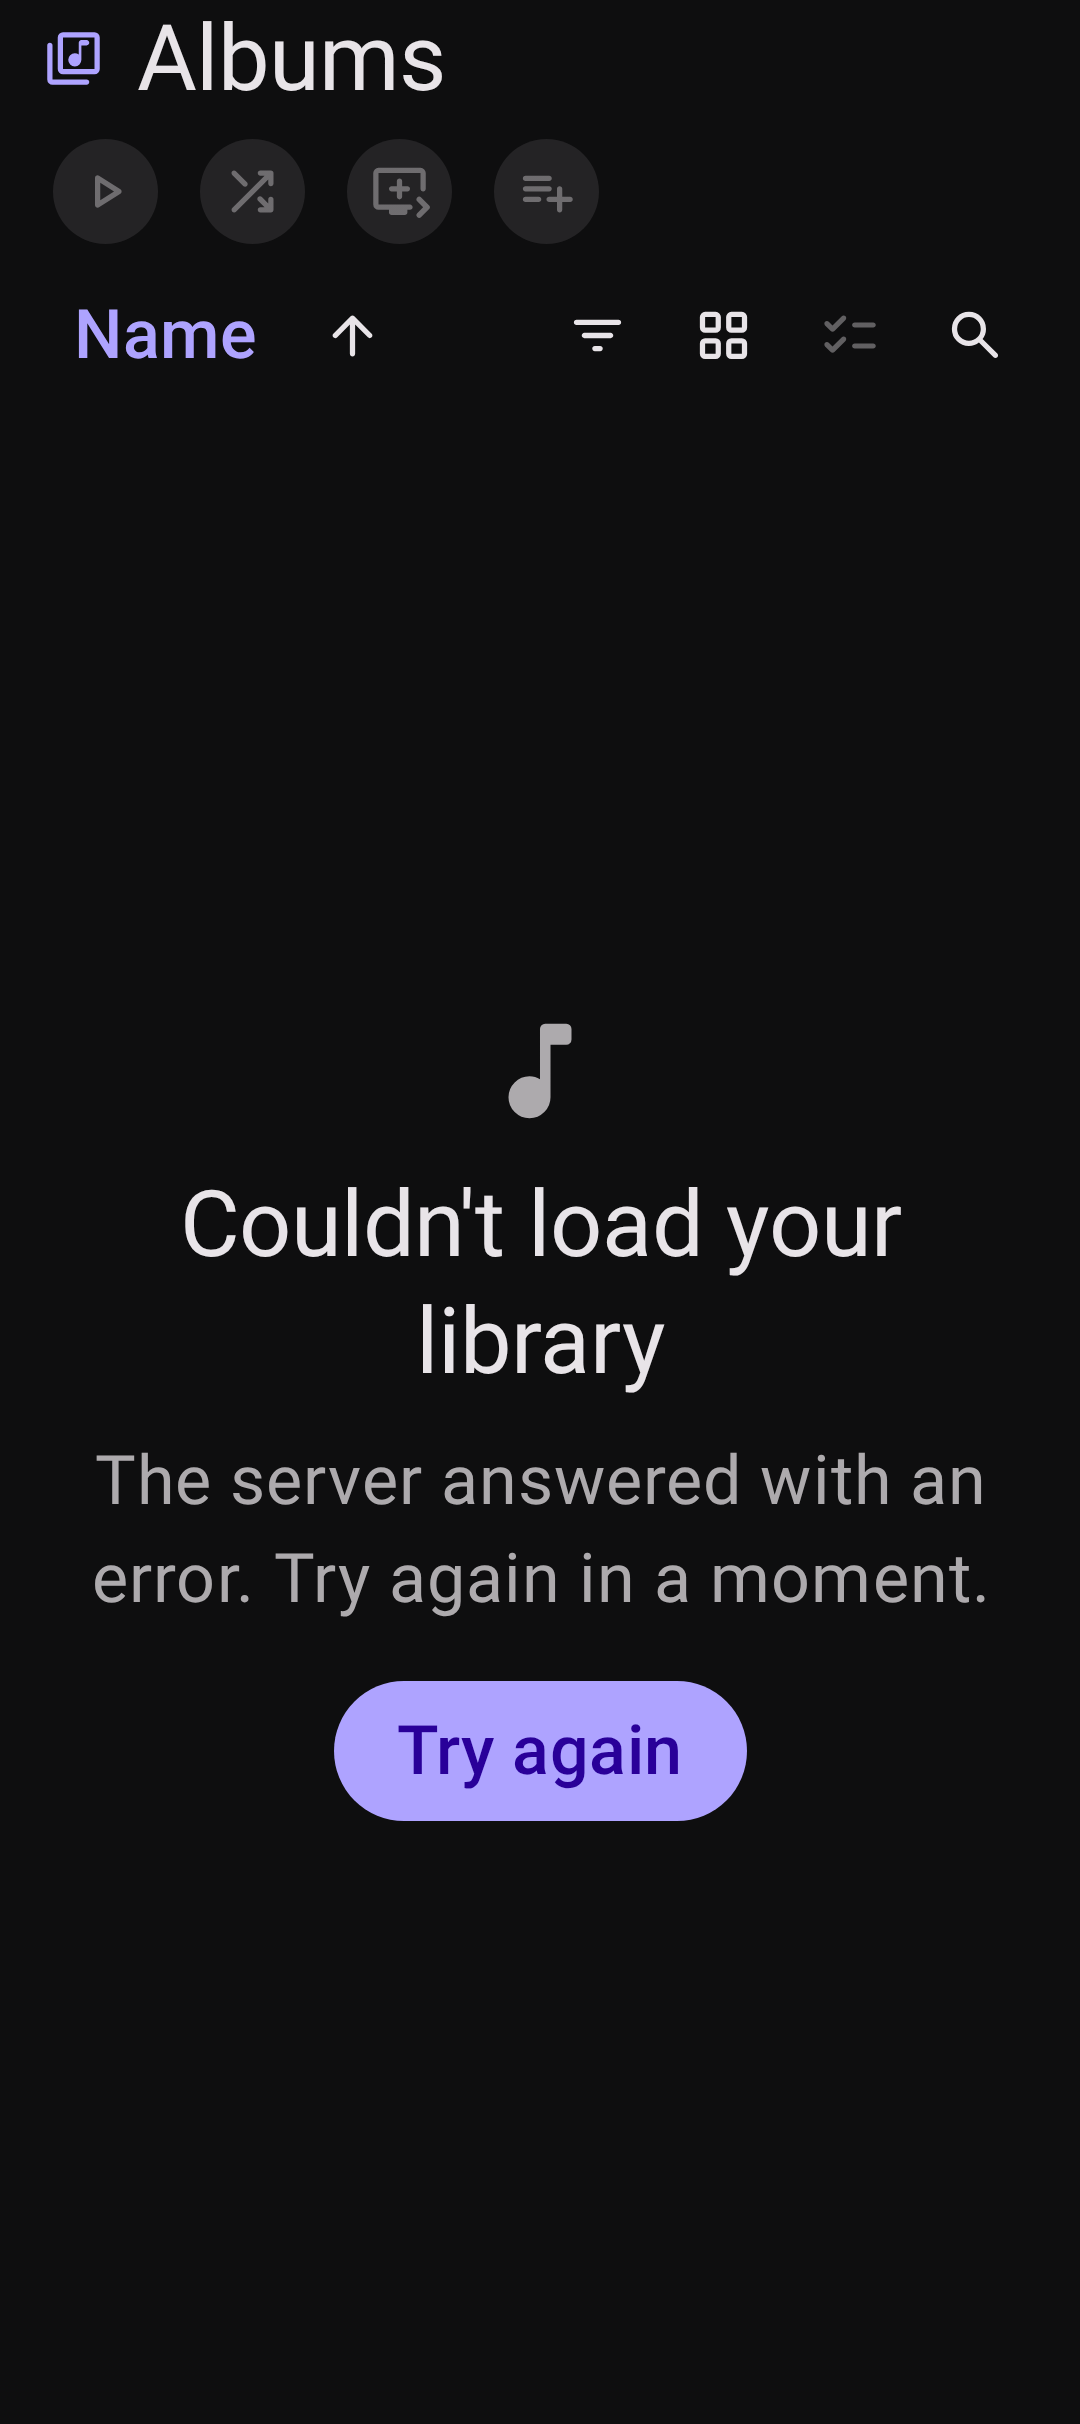 Albums
Name
Couldn't load your
library
The server answered with an
error. Try again in a moment.
Try again